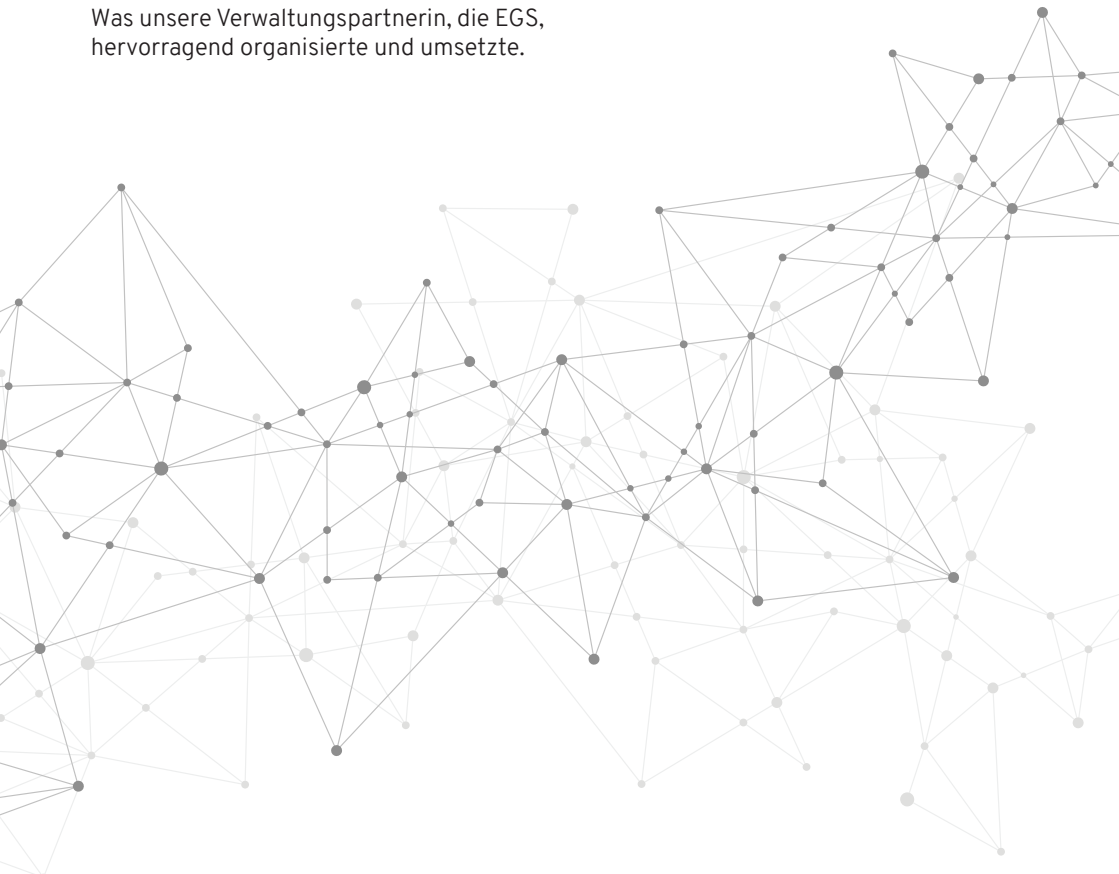 Was unsere Verwaltungspartnerin, die EGS,
hervorragend organisierte und umsetzte.